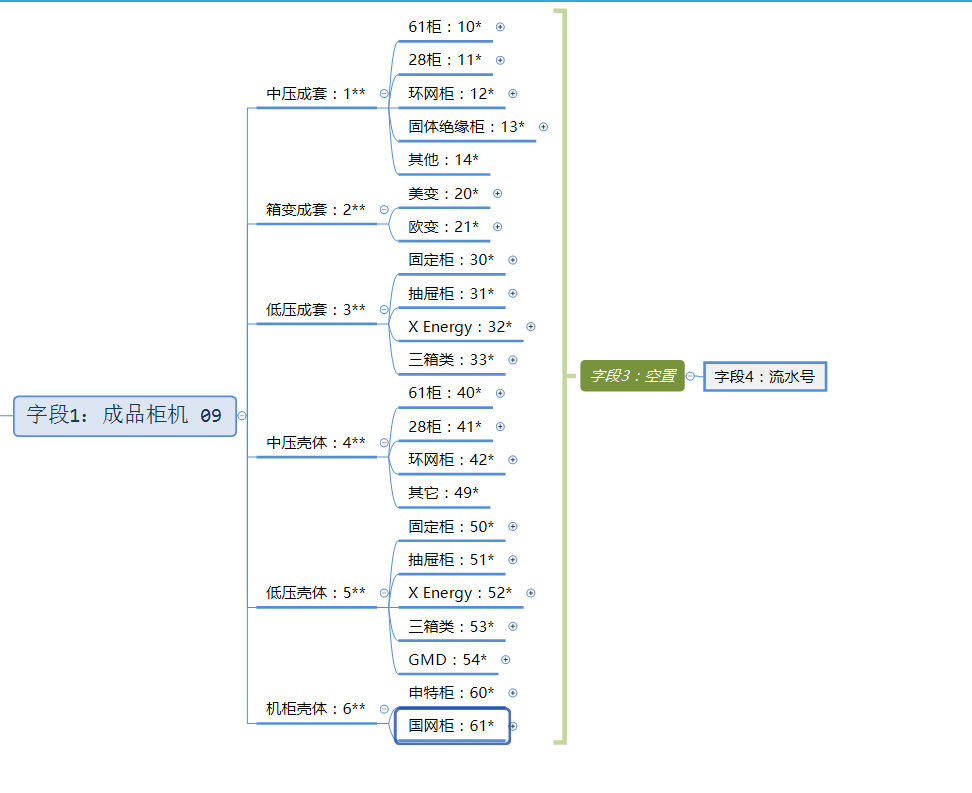 字段1：成品柜机 09
中压成套：1**
61柜：10*
28柜：11*
环网柜：12*
固体绝缘柜：13*
其他：14*
箱变成套：2**
美变：20*
欧变：21*
低压成套：3**
固定柜：30*
抽屉柜：31*
X Energy：32*
三箱类：33*
中压壳体：4**
61柜：40*
28柜：41*
环网柜：42*
其它：49*
低压壳体：5**
固定柜：50*
抽屉柜：51*
X Energy：52*
三箱类：53*
GMD：54*
机柜壳体：6**
申特柜：60*
国网柜：61*
字段3：空置
字段4：流水号